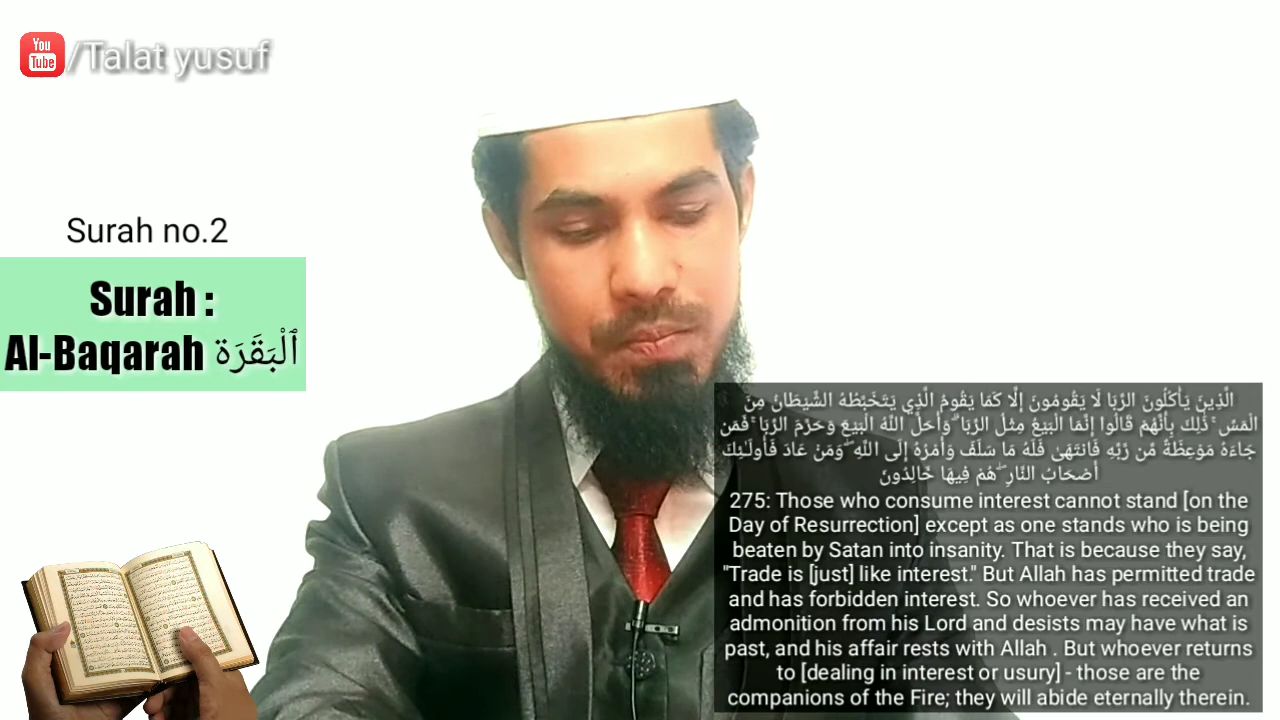 You
Tube
/Talat yusuf
Surah no.2
Surah :
Al-Baqarah ٱلْبَقَرَة
الَّذِينَ يَأْكُلُونَ الرِّبَا لَا يَقُومُونَ إِلَّا كَمَا يَقُومُ الَّذِي يَتَخَبَّطُهُ الشَّيْطَانُ مِنَ
الْمَسِّ ۚ ذَٰلِكَ بِأَنَّهُمْ قَالُوا إِنَّمَا الْبَيْعُ مِثْلُ الرِّبَا ۗ وَأَحَلَّ اللَّهُ الْبَيْعَ وَحَرَّمَ الرِّبَا ۚ فَمَن
جَاءَهُ مَوْعِظَةٌ مِّن رَّبِّهِ فَانتَهَىٰ فَلَهُ مَا سَلَفَ وَأَمْرُهُ إِلَى اللَّهِ ۖ وَمَنْ عَادَ فَأُولَـٰئِكَ
أَصْحَابُ النَّارِ ۖ هُمْ فِيهَا خَالِدُونَ
275: Those who consume interest cannot stand [on the
Day of Resurrection] except as one stands who is being
beaten by Satan into insanity. That is because they say,
"Trade is [just] like interest." But Allah has permitted trade
and has forbidden interest. So whoever has received an
admonition from his Lord and desists may have what is
past, and his affair rests with Allah . But whoever returns
to [dealing in interest or usury] - those are the
companions of the Fire; they will abide eternally therein.